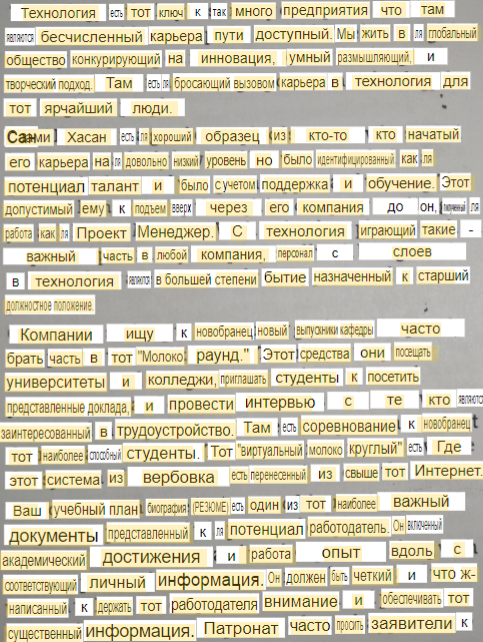 Технология есть тот ключ к так много предприятия что там
являются бесчисленный карьера пути доступный. Мы жить в ля глобальный
общество конкурирующий на инновация, умный размышляющий, и
творческий подход. Там есть ля бросающий вызовом карьера в технология для
тот ярчайший люди.
Самми Хасан есть ля хороший образец из кто-то кто начатый
его карьера на ля довольно низкий уровень но было идентифицированный как ля
потенциал талант и было с учетом поддержка и обучение. Этот
допустимый ему к подъем вверх через его компания до он, ля
работа как ля Проект Менеджер. С технология играющий такие -
важный часть в любой компания, персонал с слоев
в технология являются в большей степени бытие назначенный к старший
должностное положение.
Компании ищу к новобранец новый выпускники кафедры часто
брать часть в тот "Молоко раунд." Этот средства они посещать
университеты и колледжи, приглашать студенты к посетить
представленные доклада, и провести интервью с те кто являются
заинтересованный в трудоустройство. Там есть соревнование к новобранец
тот наиболее способный студенты. Тот "виртуальный молоко круглый" есть Где
этот система из вербовка есть перенесенный из свыше тот Интернет.
Ваш (учебный план) биография (РЕЗЮМЕ) есть один из тот наиболее важный
документы представленный к ля потенциал работодатель. Он включенный
академический достижения и работа опыт вдоль с
соответствующий личный информация. Он должен быть четкий и что ж-
написанный к держать тот работодателя внимание и обеспечивать тот
существенный информация. Патронат часто просить заявители к